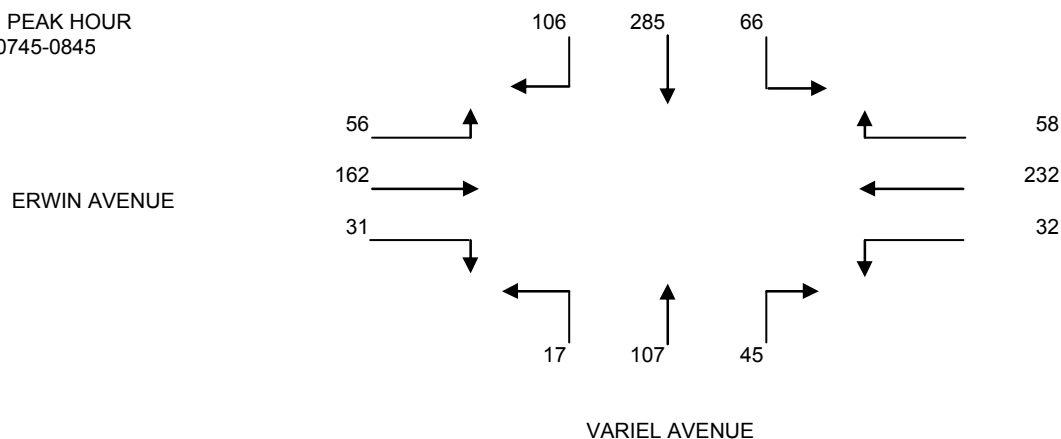 PEAK HOUR
0745-0845
106 285 66
56 58
162 232
ERWIN AVENUE
31 32
17 107 45
VARIEL AVENUE